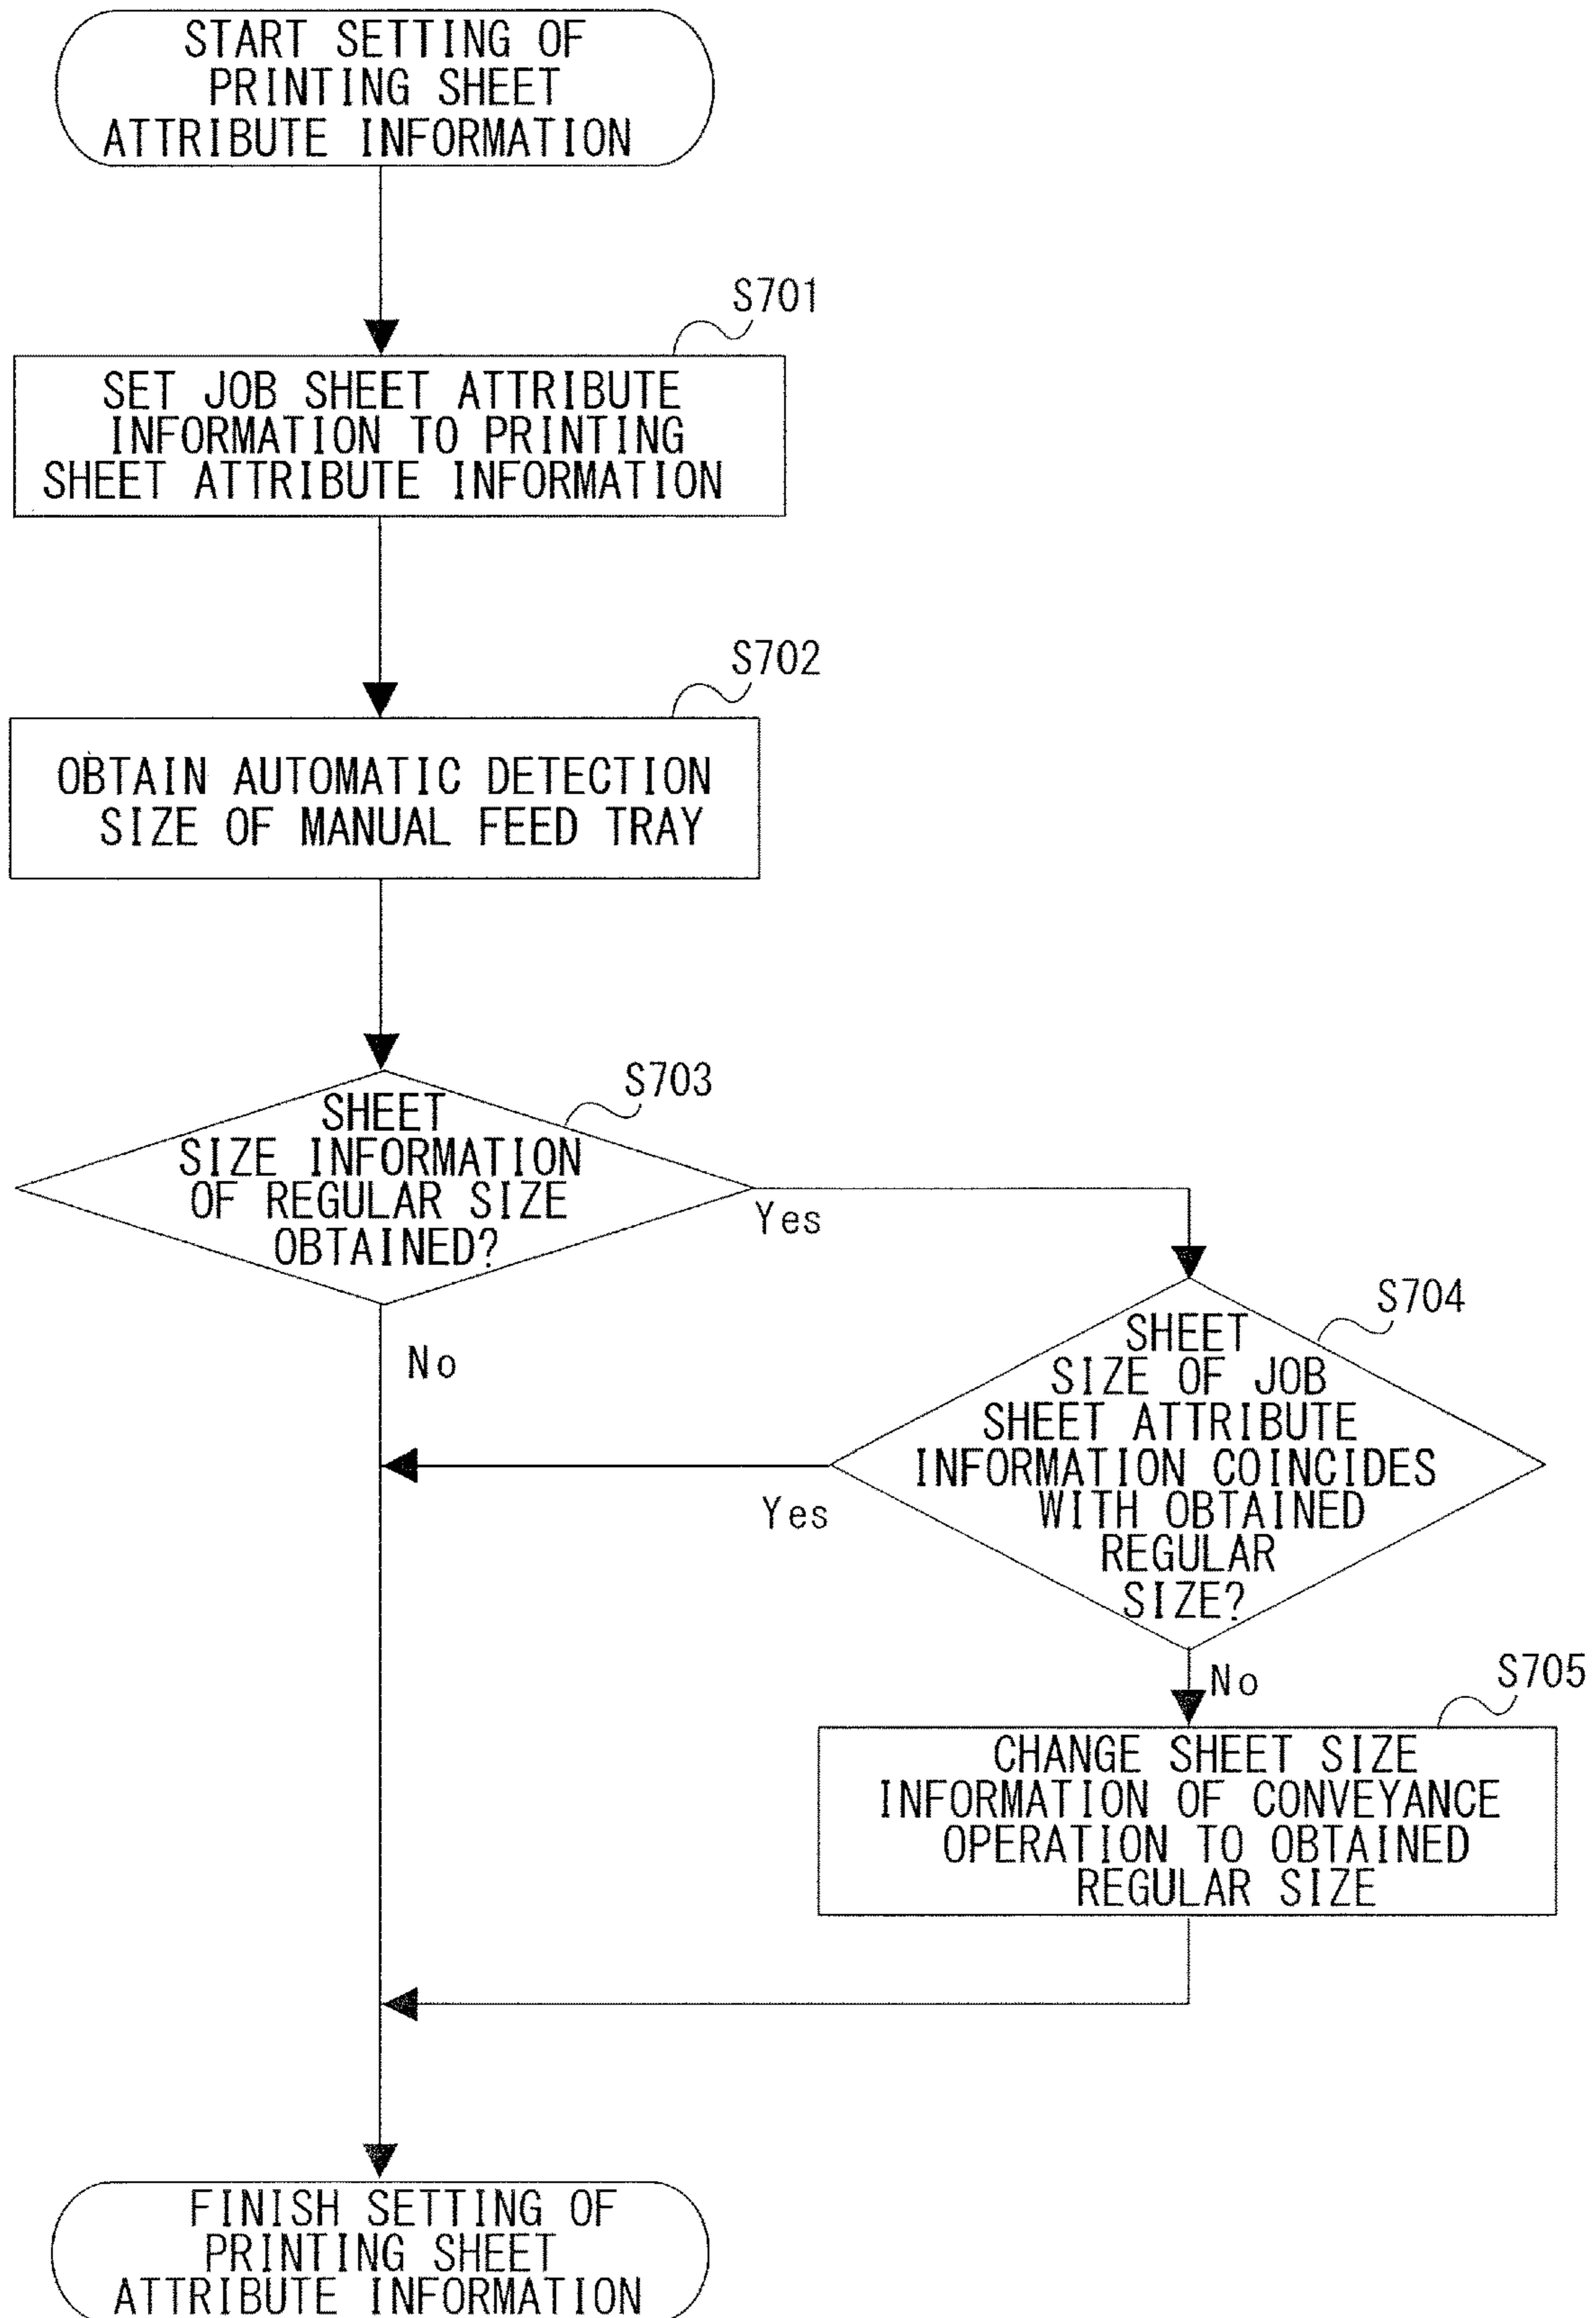 START SETTING OF
PRINTING SHEET
ATTRIBUTE INFORMATION
S701
SET JOB SHEET ATTRIBUTE
INFORMATION TO PRINTING
SHEET ATTRIBUTE INFORMATION
S702
OBTAIN AUTOMATIC DETECTION
SIZE OF MANUAL FEED TRAY
S703
SHEET
SIZE INFORMATION
OF REGULAR SIZE
OBTAINED?
Yes
No
S704
SHEET
SIZE OF JOB
SHEET ATTRIBUTE
INFORMATION COINCIDES
WITH OBTAINED
REGULAR
SIZE?
Yes
No
S705
CHANGE SHEET SIZE
INFORMATION OF CONVEYANCE
OPERATION TO OBTAINED
REGULAR SIZE
FINISH SETTING OF
PRINTING SHEET
ATTRIBUTE INFORMATION